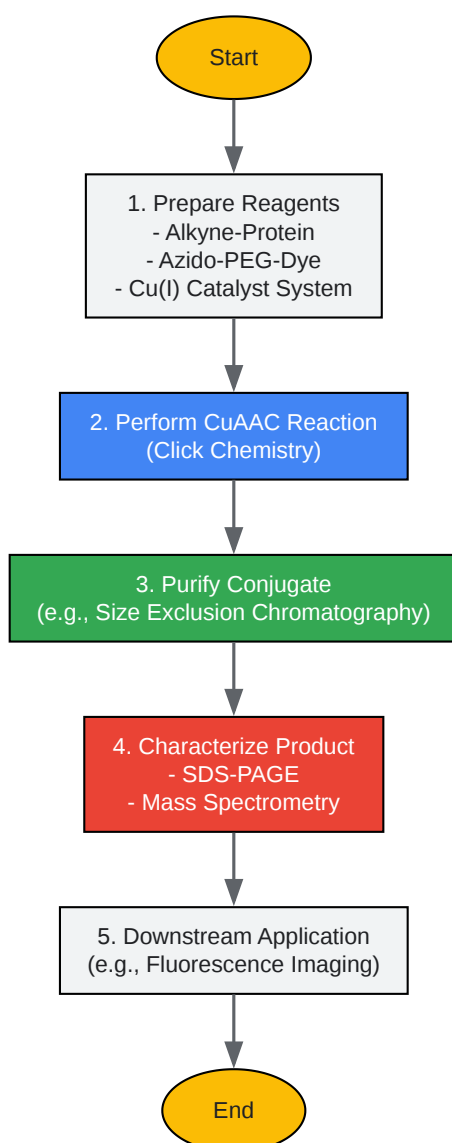 Start
1. Prepare Reagents
- Alkyne-Protein
- Azido-PEG-Dye
- Cu(I) Catalyst System
2. Perform CuAAC Reaction
(Click Chemistry)
3. Purify Conjugate
(e.g., Size Exclusion Chromatography)
4. Characterize Product
- SDS-PAGE
- Mass Spectrometry
5. Downstream Application
(e.g., Fluorescence Imaging)
End